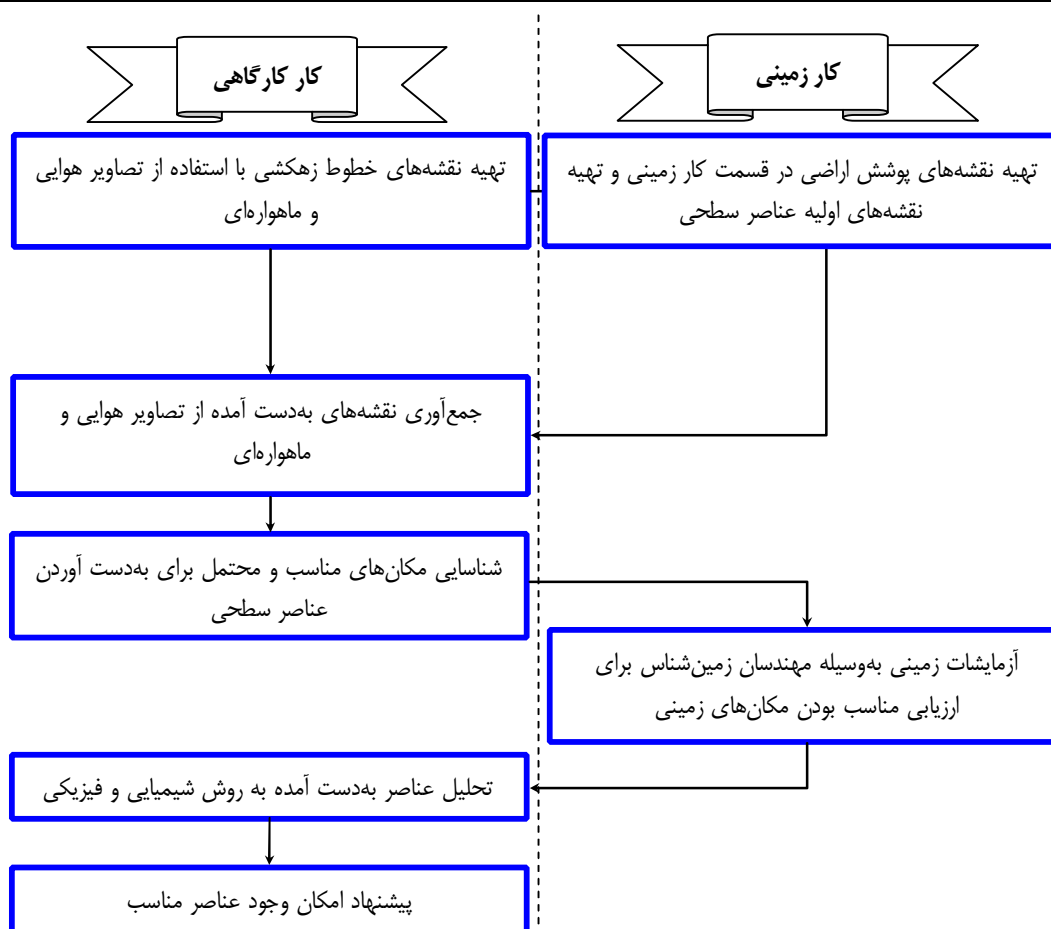 کار زمینی
کار کارگاهی
تهیه نقشه‌های پوشش اراضی در قسمت کار زمینی و تهیه
نقشه‌های اولیه عناصر سطحی
تهیه نقشه‌های خطوط زهکشی با استفاده از تصاویر هوایی
و ماهواره‌ای
جمع‌آوری نقشه‌های به‌دست آمده از تصاویر هوایی و
ماهواره‌ای
شناسایی مکان‌های مناسب و محتمل برای به‌دست آوردن
عناصر سطحی
آزمایشات زمینی به‌وسیله مهندسان زمین‌شناس برای
ارزیابی مناسب بودن مکان‌های زمینی
تحلیل عناصر به‌دست آمده به روش شیمیایی و فیزیکی
پیشنهاد امکان وجود عناصر مناسب